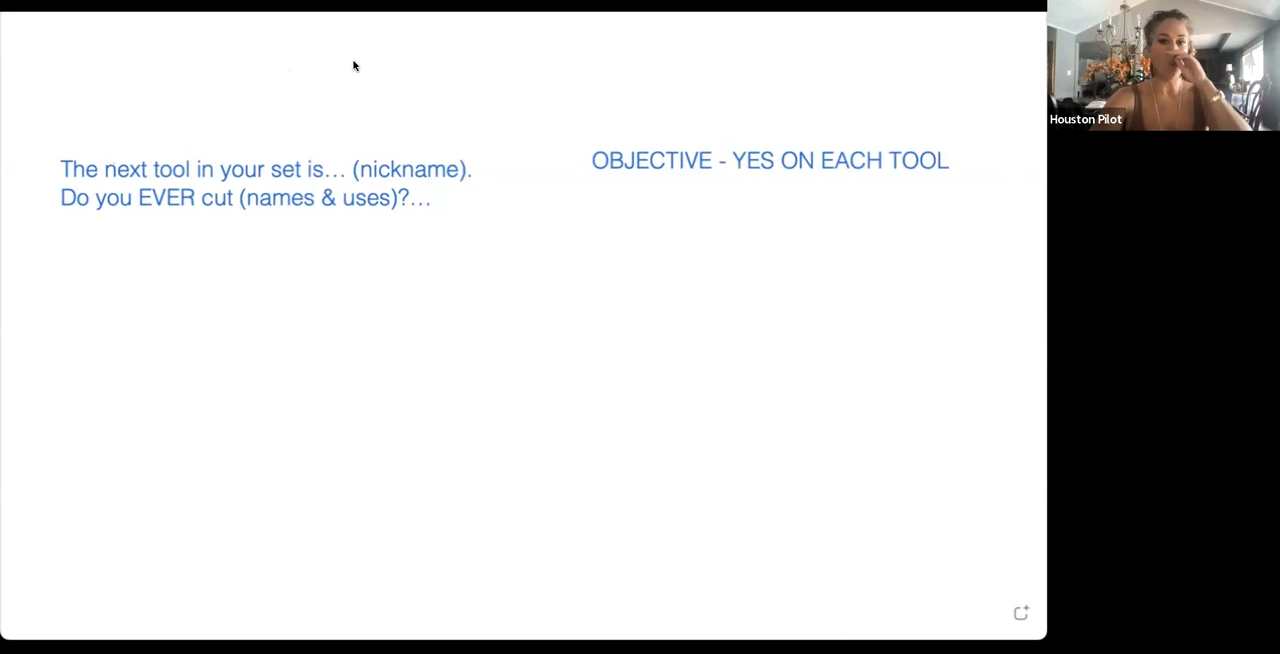 The next tool in your set is… (nickname).
Do you EVER cut (names & uses)?…
OBJECTIVE - YES ON EACH TOOL
Houston Pilot